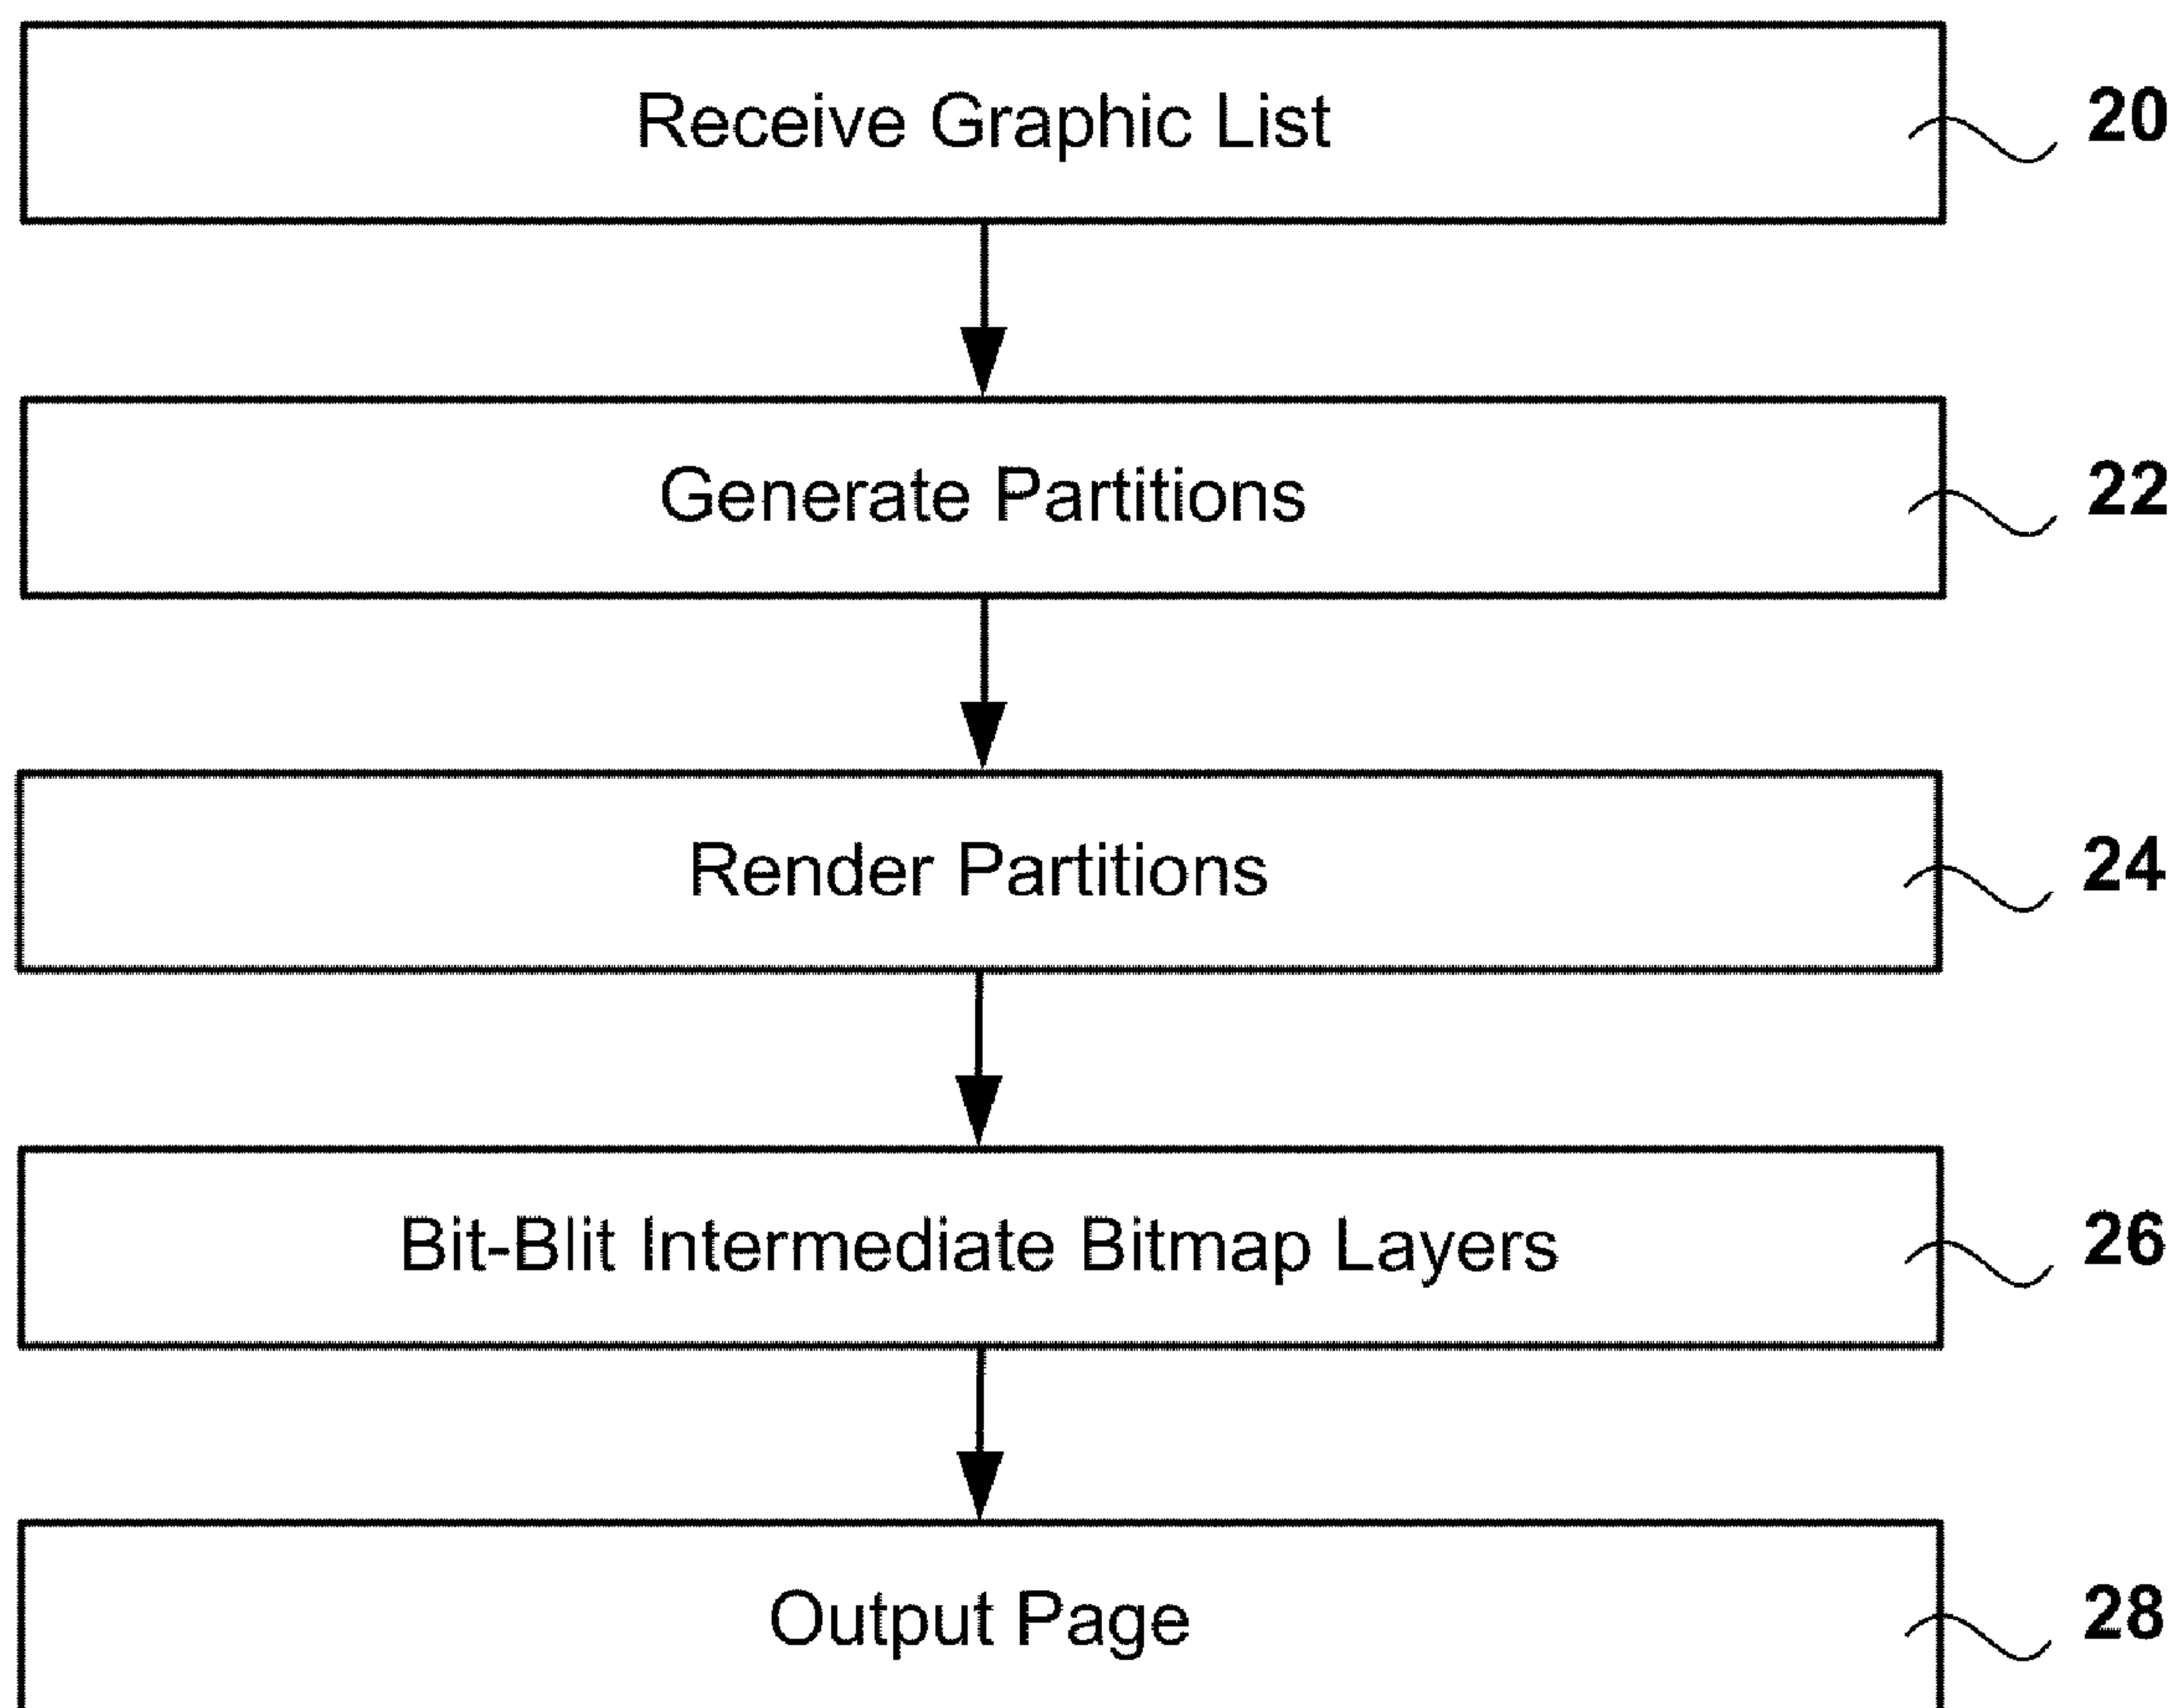 Receive Graphic List 20
Generate Partitions 22
Render Partitions 24
Bit-Blit Intermediate Bitmap Layers 26
Output Page 28